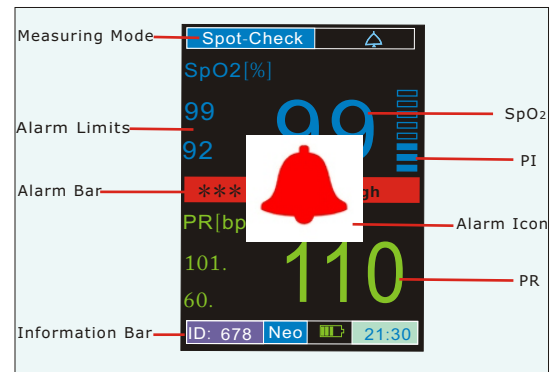 Measuring Mode
Spot-Check
SpO2[%]
99
99
SpO2
Alarm Limits
92
PI
Alarm Bar
***
Alarm Icon
PR[bp
101.
110
PR
60.
Information Bar
ID: 678 Neo 21:30